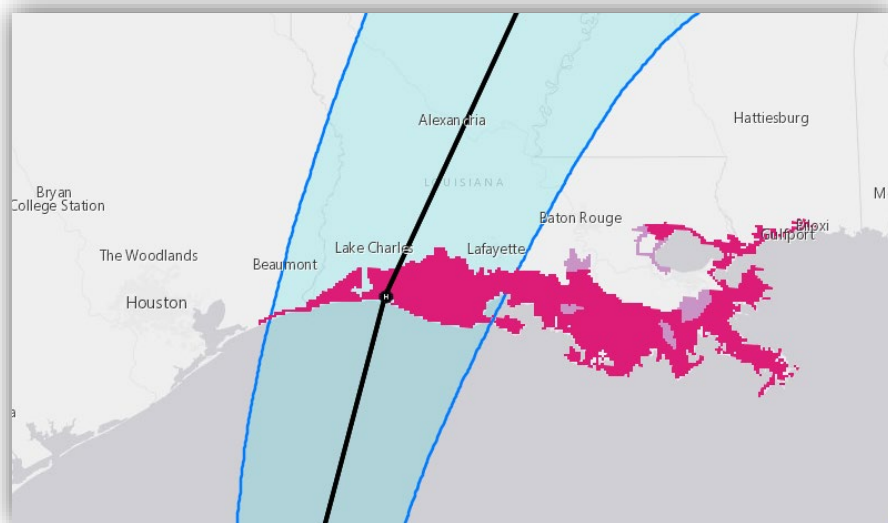 Alexandria
Hattiesburg
LOUISIANA
Bryan
College Station
M
Baton Rouge
Biloxi
Gulfport
Lake Charles
Lafayette
The Woodlands
Beaumont
Houston
H
a